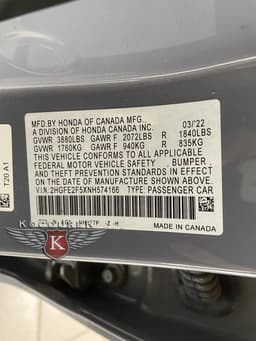 MFD. BY HONDA OF CANADA MFG., 03/22
A DIVISION OF HONDA CANADA INC.
GVWR 3880LBS GAWR F 2072LBS R 1840LBS
GVWR 1760KG GAWR F 940KG R 835KG
THIS VEHICLE CONFORMS TO ALL APPLICABLE
FEDERAL MOTOR VEHICLE SAFETY , BUMPER ,
AND THEFT PREVENTION STANDARDS IN EFFECT
ON THE DATE OF MANUFACTURE SHOWN ABOVE.
V.I.N. 2HGFE2F5XNH574166 TYPE: PASSENGER CAR
MADE IN CANADA
T20 A1
K